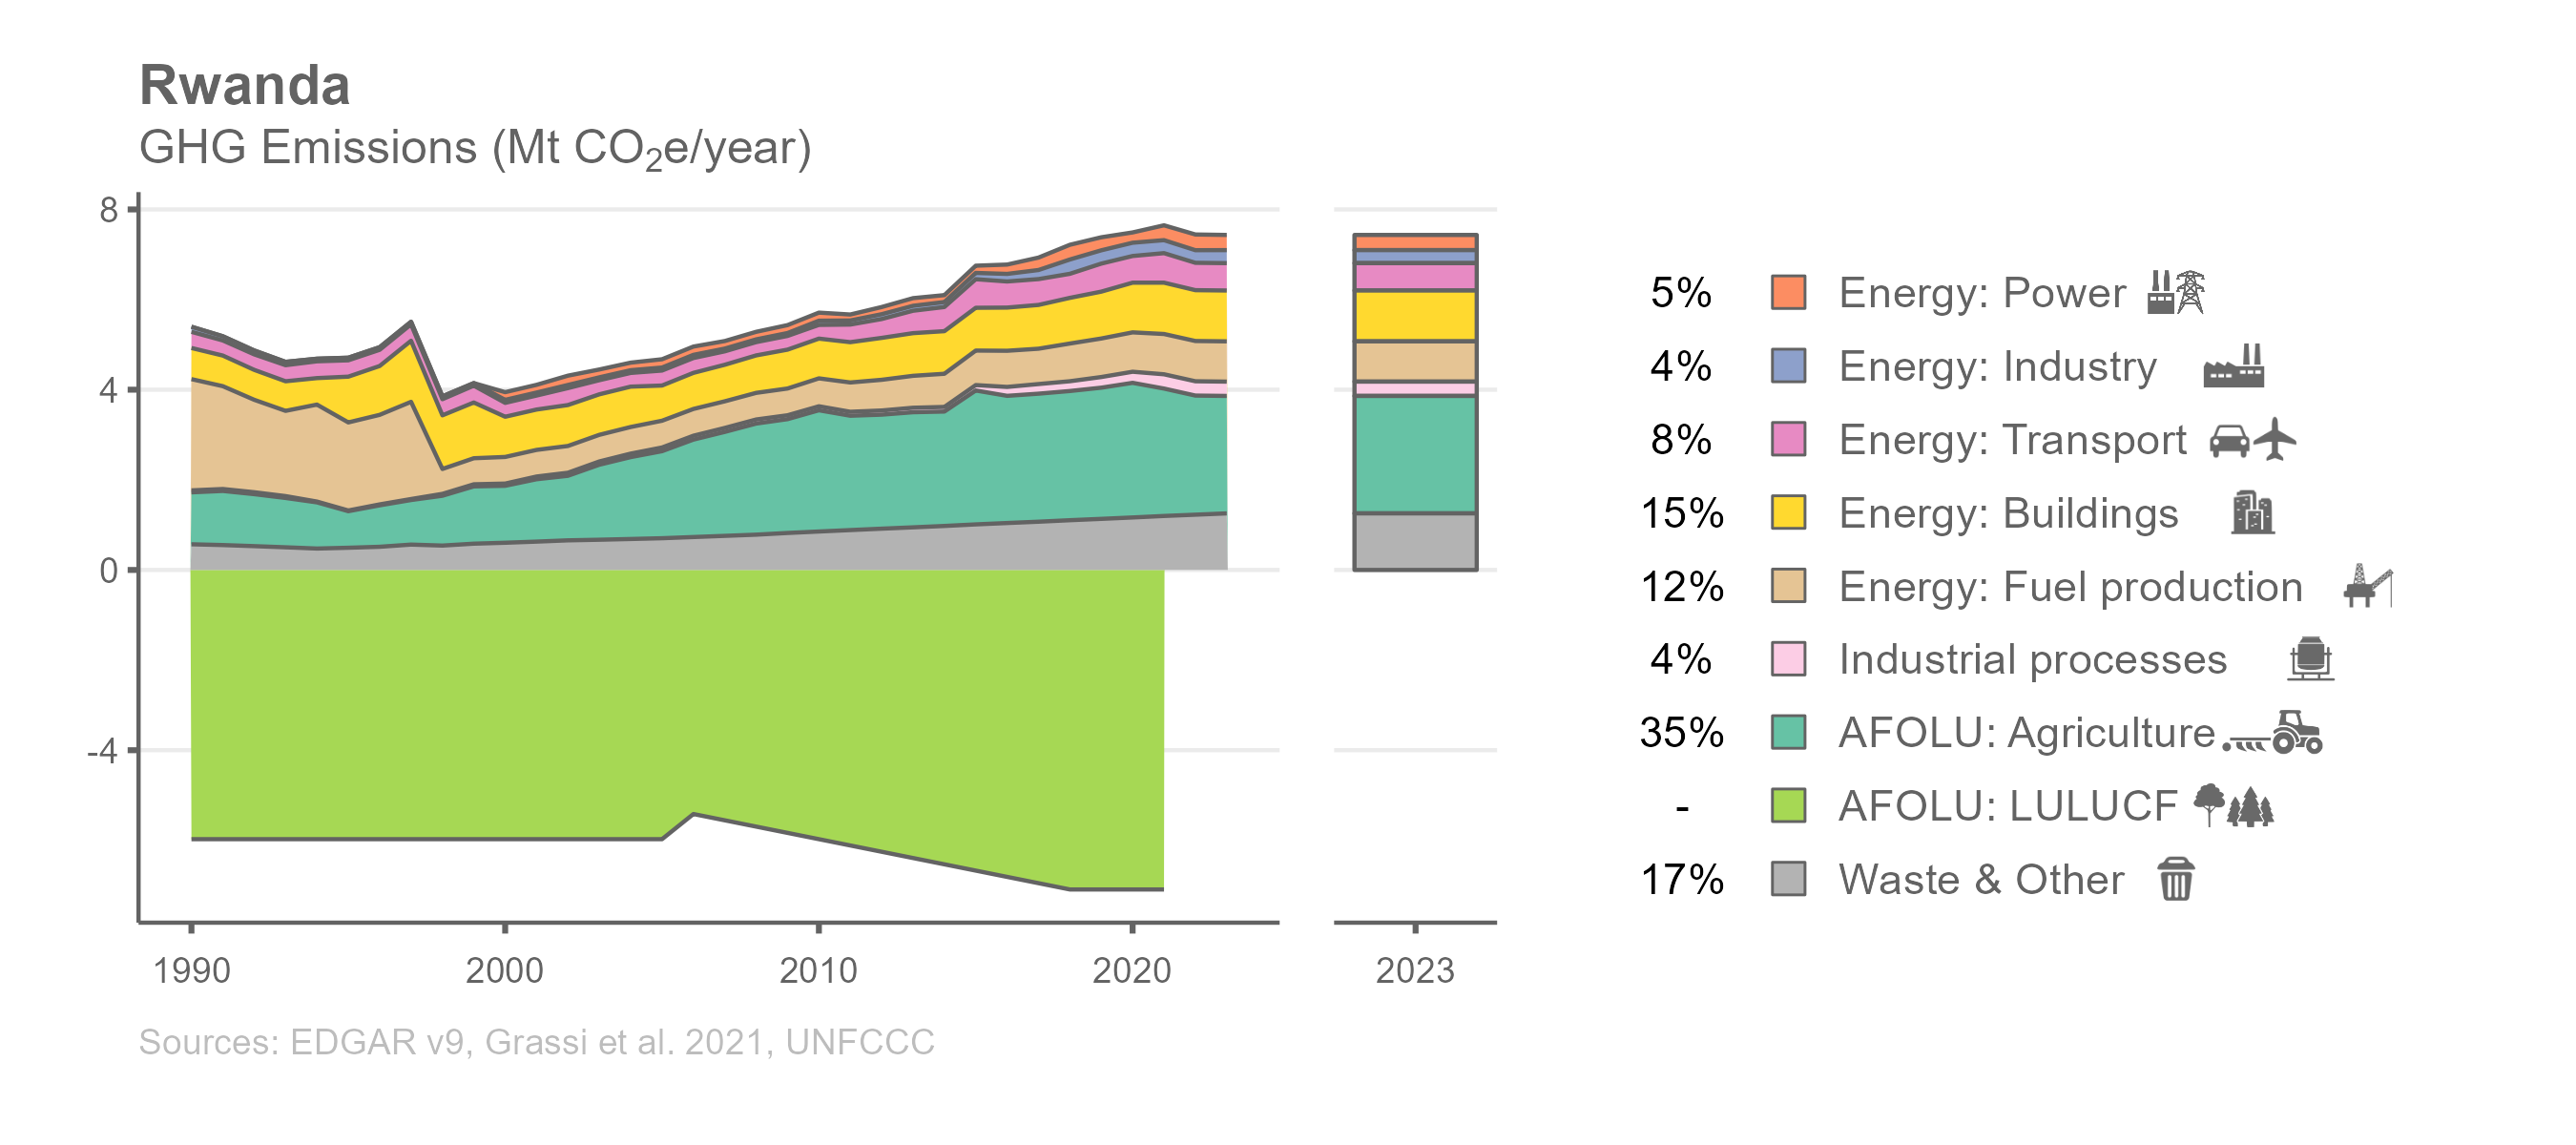 Rwanda
GHG Emissions (Mt CO₂e/year)
8
4
0
-4
1990 2000 2010 2020 2023
5% Energy: Power
4% Energy: Industry
8% Energy: Transport
15% Energy: Buildings
12% Energy: Fuel production
4% Industrial processes
35% AFOLU: Agriculture
- AFOLU: LULUCF
17% Waste & Other
Sources: EDGAR v9, Grassi et al. 2021, UNFCCC